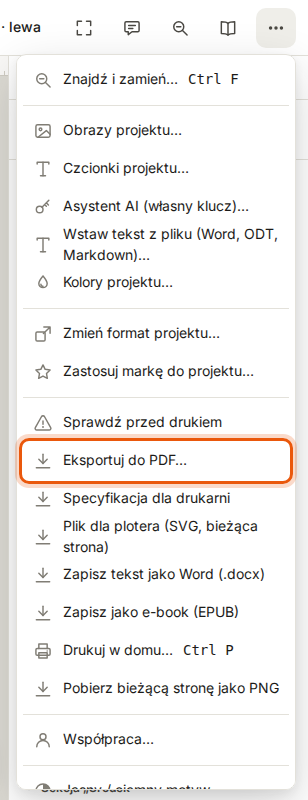 · lewa
Znajdź i zamień... Ctrl F
Obrazy projektu...
Czcionki projektu...
Asystent AI (własny klucz)...
Wstaw tekst z pliku (Word, ODT,
Markdown)...
Kolory projektu...
Zmień format projektu...
Zastosuj markę do projektu...
Sprawdź przed drukiem
Eksportuj do PDF...
Specyfikacja dla drukarni
Plik dla plotera (SVG, bieżąca
strona)
Zapisz tekst jako Word (.docx)
Zapisz jako e-book (EPUB)
Drukuj w domu... Ctrl P
Pobierz bieżącą stronę jako PNG
Współpraca...